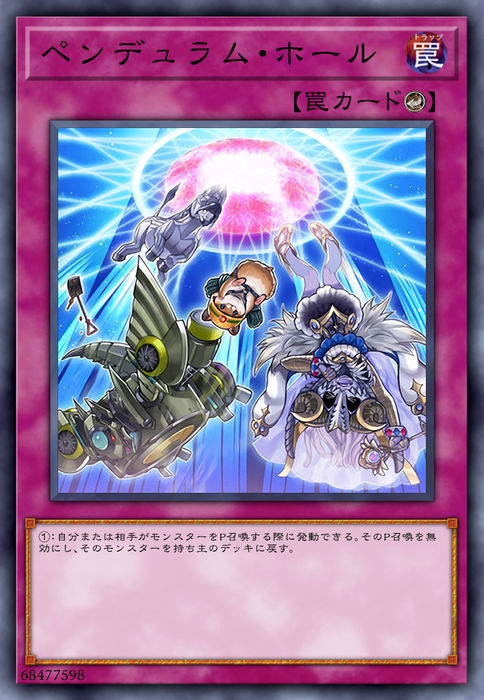 ペンデュラム・ホール
トラップ
罠
【罠カード】
①：自分または相手がモンスターをP召喚する際に発動できる。そのP召喚を無
効にし、そのモンスターを持ち主のデッキに戻す。
68477598